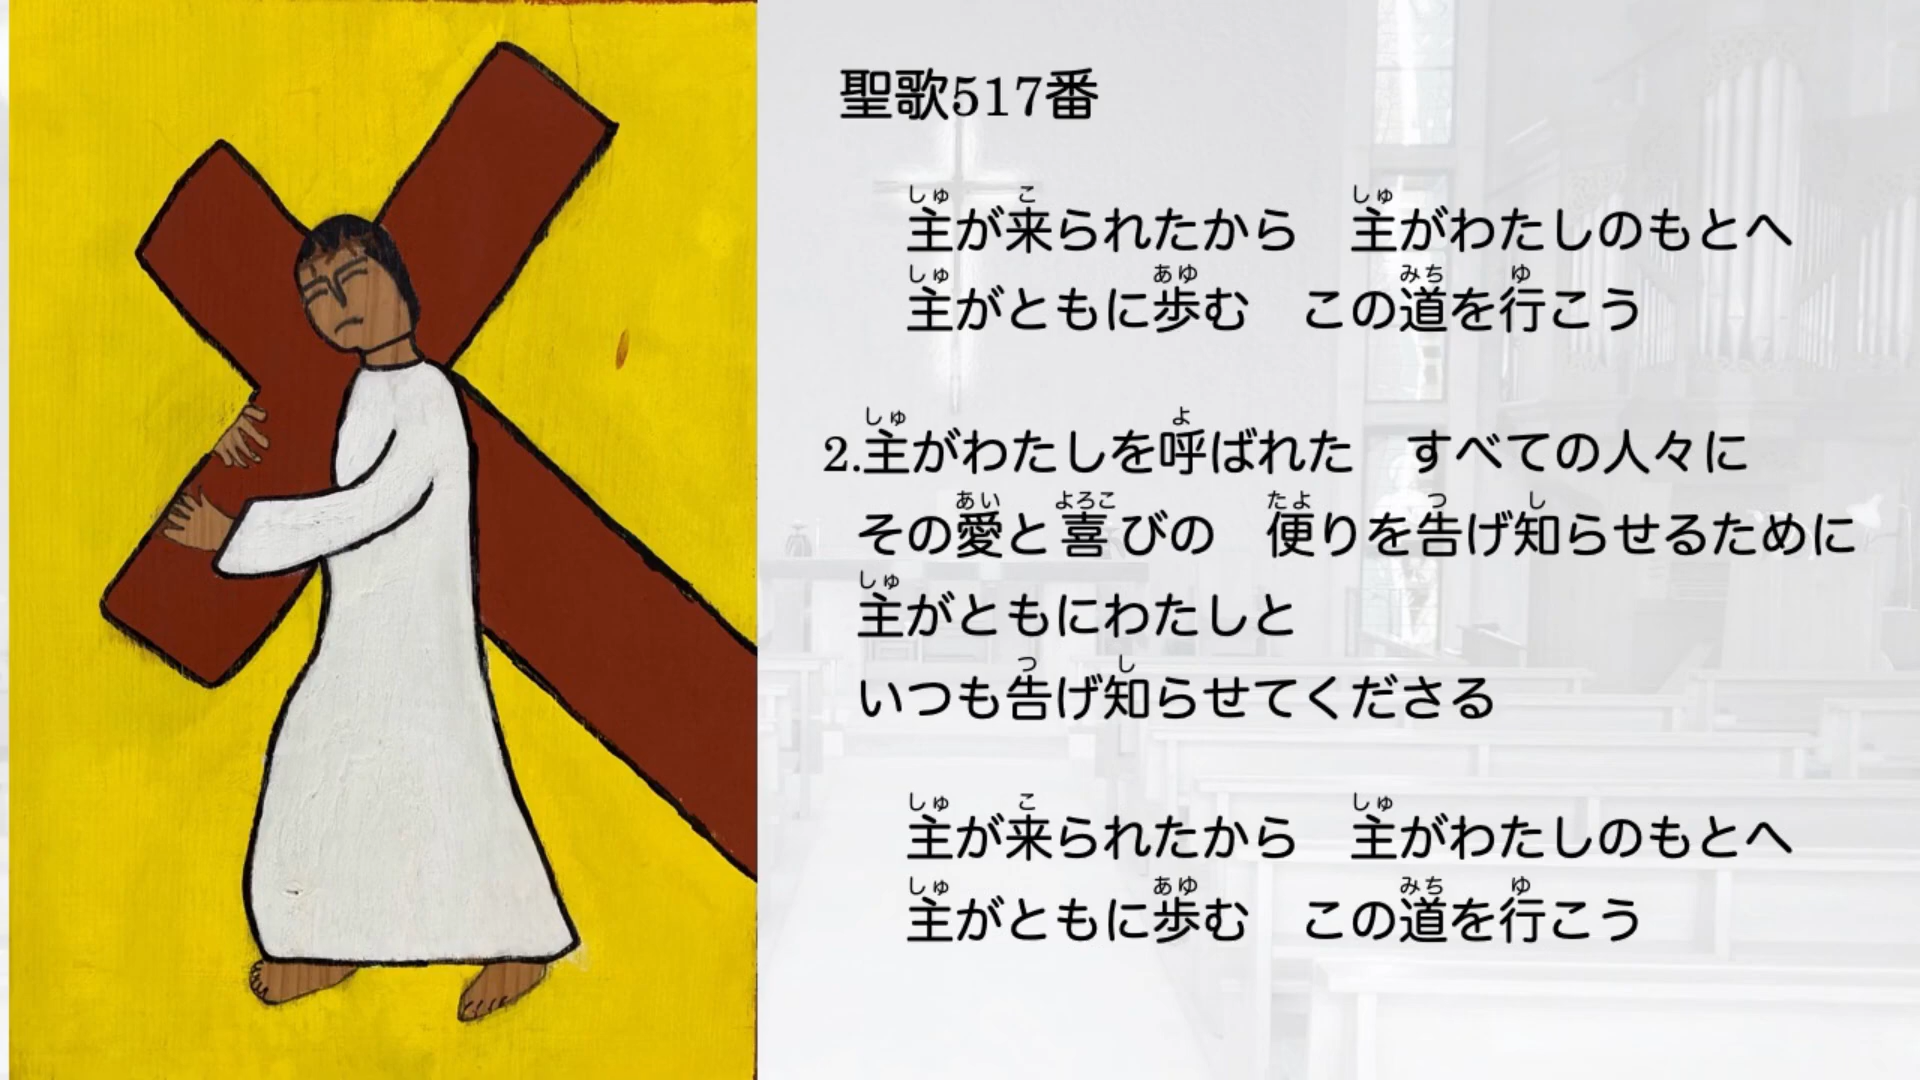 聖歌517番
主が来られたから　主がわたしのもとへ
主がともに歩む　この道を行こう
2.主がわたしを呼ばれた　すべての人々に
その愛と喜びの　便りを告げ知らせるために
主がともにわたしと
いつも告げ知らせてくださる
主が来られたから　主がわたしのもとへ
主がともに歩む　この道を行こう